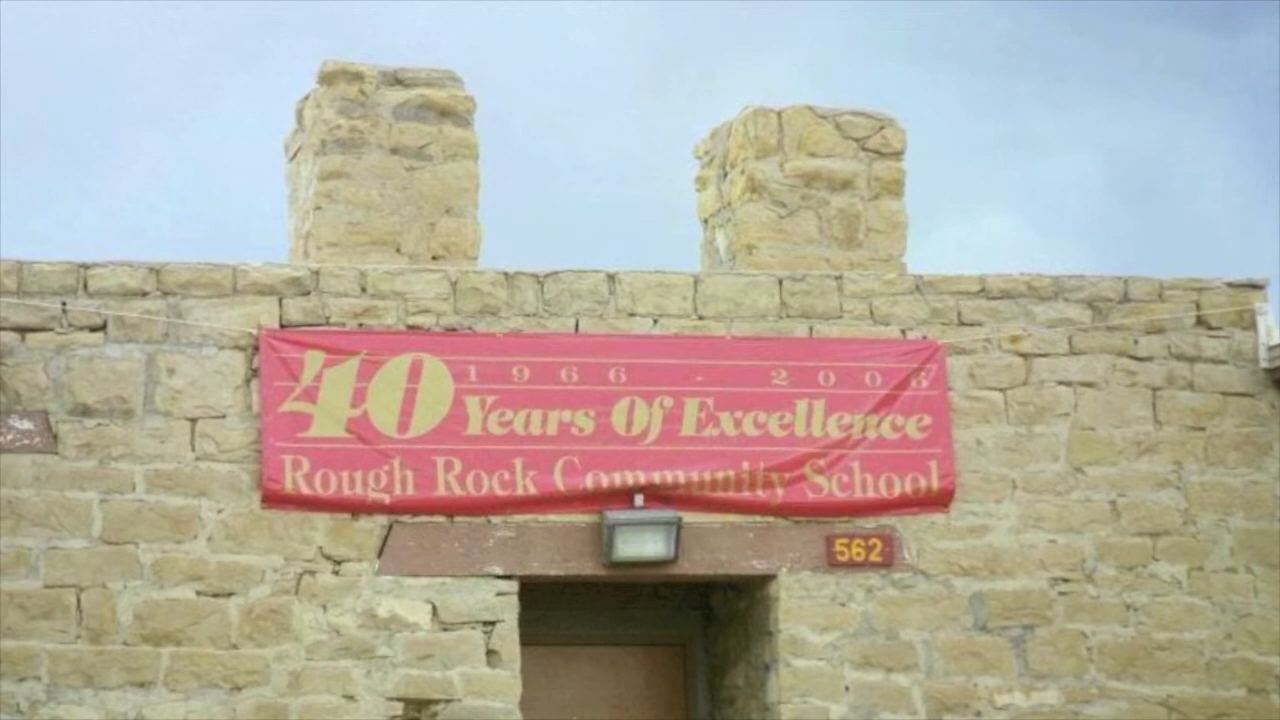 40
1966 - 2006
Years Of Excellence
Rough Rock Community School
562